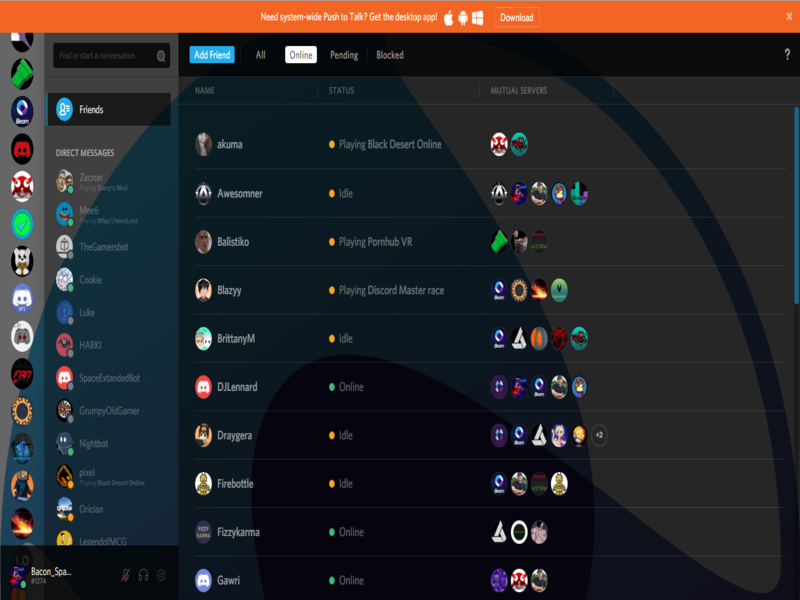 Need system-wide Push to Talk? Get the desktop app!
Download
x
Find or start a conversation
Add Friend
All
Online
Pending
Blocked
?
Friends
DIRECT MESSAGES
Zecron
Playing Garry's Mod
Mee6
Playing http://mee6.xyz
TheGamersbot
Cookie
Luke
HARKI
SpaceExtandedBot
GrumpyOldGamer
Nightbot
pixel
Playing Black Desert Online
Orician
LegendofMCG
Bacon_Spa...
#1274
NAME STATUS MUTUAL SERVERS
akuma Playing Black Desert Online
Awesomner Idle
Balistiko Playing Pornhub VR
Blazyy Playing Discord Master race
BrittanyM Idle
DJLennard Online
Draygera Idle +2
Firebottle Idle
FIZZY KARMA Fizzykarma Online
Gawri Online